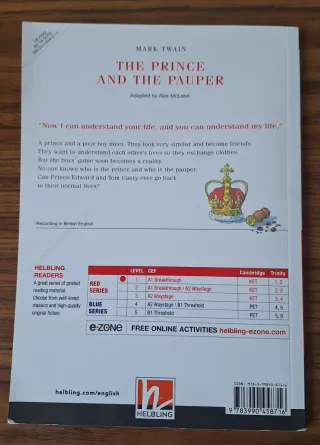 MARK TWAIN
THE PRINCE
AND THE PAUPER
Adapted by Alex McLeod
"Now I can understand your life, and you can understand my life."
A prince and a poor boy meet. They look very similar and become friends.
They want to understand each other's lives so they exchange clothes.
But the boys' game soon becomes a reality.
No one knows who is the prince and who is the pauper.
Can Prince Edward and Tom Canty ever go back
to their normal lives?
Recording in British English
HELBLING
READERS
A great series of graded
reading material.
Choose from well-loved
classics and high-quality
original fiction.
LEVEL CEF Cambridge Trinity
RED SERIES
1 A1 Breakthrough KET 1, 2
2 A1 Breakthrough / A2 Waystage KET 2, 3
3 A2 Waystage KET 3, 4
BLUE SERIES
4 A2 Waystage / B1 Threshold PET 4, 5
5 B1 Threshold PET 5, 6
e-zone FREE ONLINE ACTIVITIES helbling-ezone.com
helbling.com/english
h
HELBLING
9 783990 458716